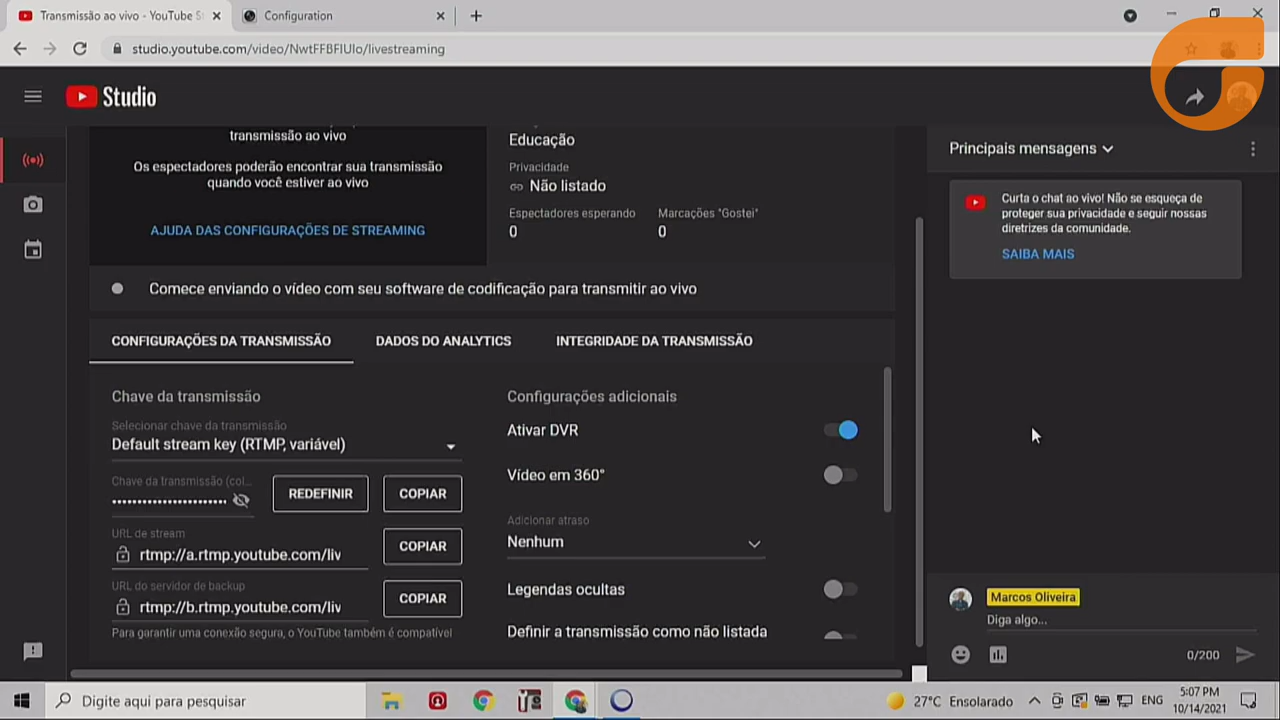 Transmissão ao vivo - YouTube S
Configuration
studio.youtube.com/video/NwtFFBFlUIo/livestreaming
Studio
transmissão ao vivo
Os espectadores poderão encontrar sua transmissão
quando você estiver ao vivo
AJUDA DAS CONFIGURAÇÕES DE STREAMING
Educação
Privacidade
Não listado
Espectadores esperando
Marcações "Gostei"
0
0
Comece enviando o vídeo com seu software de codificação para transmitir ao vivo
CONFIGURAÇÕES DA TRANSMISSÃO
DADOS DO ANALYTICS
INTEGRIDADE DA TRANSMISSÃO
Chave da transmissão
Selecionar chave da transmissão
Default stream key (RTMP, variável)
Chave da transmissão (col...
REDEFINIR
COPIAR
URL de stream
rtmp://a.rtmp.youtube.com/liv
COPIAR
URL do servidor de backup
rtmp://b.rtmp.youtube.com/liv
COPIAR
Para garantir uma conexão segura, o YouTube também é compatível
Configurações adicionais
Ativar DVR
Vídeo em 360°
Adicionar atraso
Nenhum
Legendas ocultas
Definir a transmissão como não listada
Principais mensagens
Curta o chat ao vivo! Não se esqueça de
proteger sua privacidade e seguir nossas
diretrizes da comunidade.
SAIBA MAIS
Marcos Oliveira
Diga algo...
0/200
Digite aqui para pesquisar
27°C Ensolarado
ENG
5:07 PM
10/14/2021